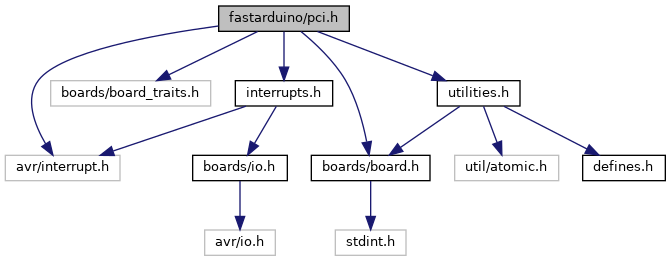 fastarduino/pci.h
boards/board_traits.h
interrupts.h
utilities.h
avr/interrupt.h
boards/io.h
boards/board.h
util/atomic.h
defines.h
avr/io.h
stdint.h